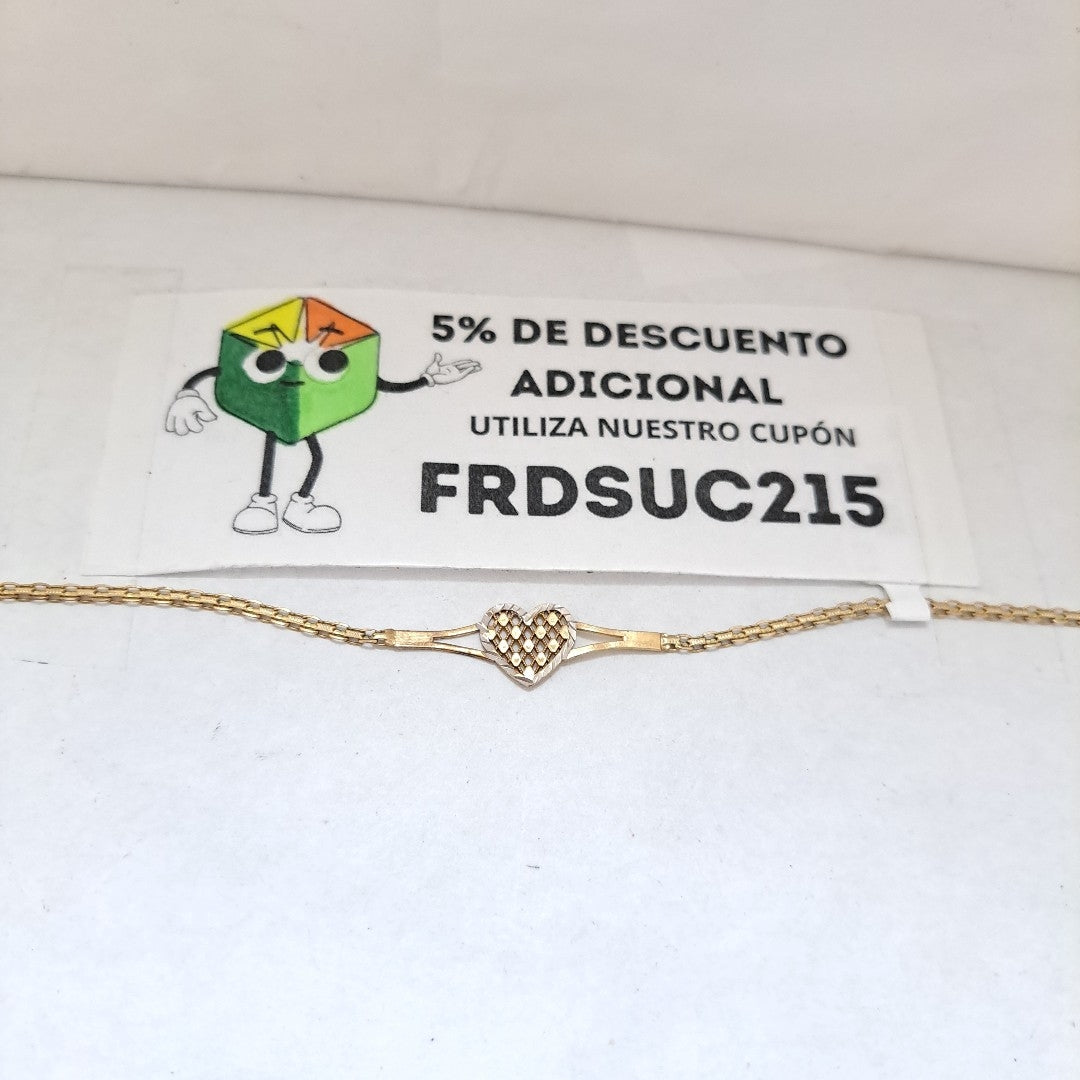 5% DE DESCUENTO
ADICIONAL
UTILIZA NUESTRO CUPÓN
FRDSUC215